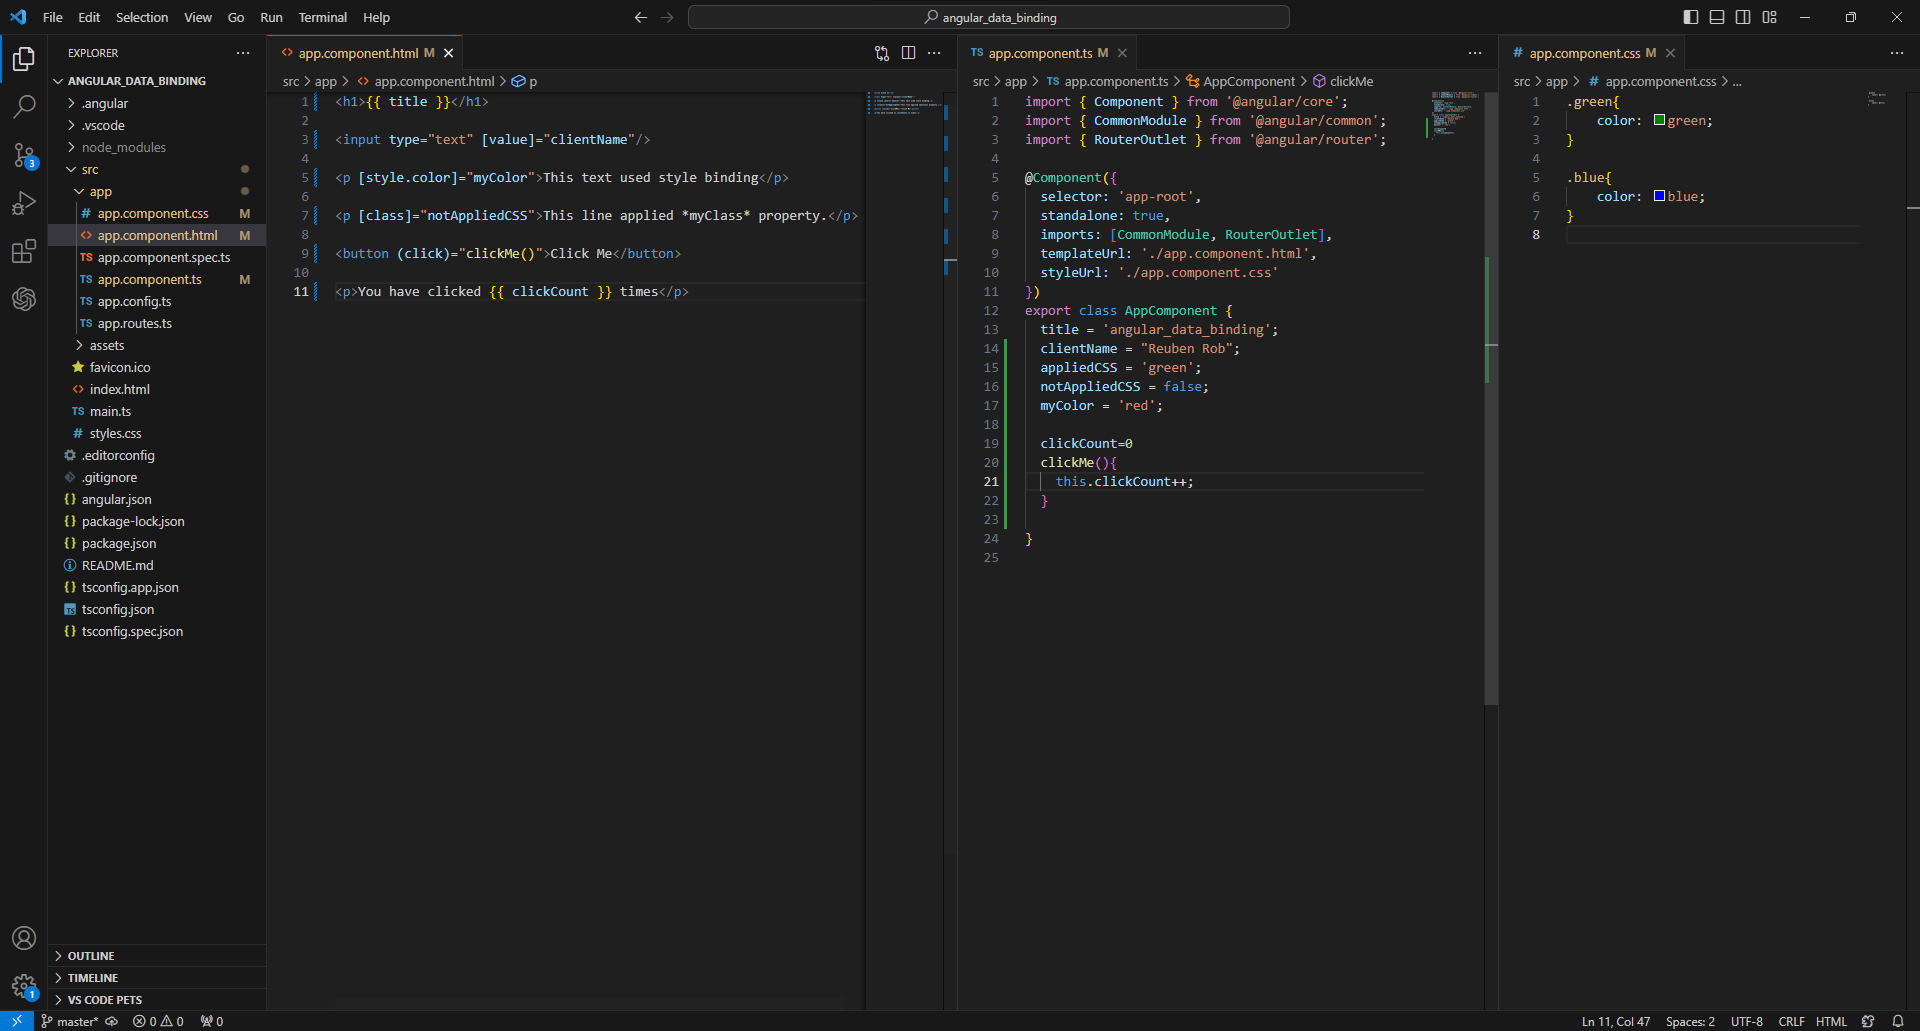 File Edit Selection View Go Run Terminal Help
angular_data_binding
EXPLORER
ANGULAR_DATA_BINDING
.angular
.vscode
node_modules
src
app
app.component.css M
app.component.html M
app.component.spec.ts
app.component.ts M
app.config.ts
app.routes.ts
assets
favicon.ico
index.html
main.ts
styles.css
.editorconfig
.gitignore
angular.json
package-lock.json
package.json
README.md
tsconfig.app.json
tsconfig.json
tsconfig.spec.json
OUTLINE
TIMELINE
VS CODE PETS
3
1
app.component.html M
src > app > app.component.html > p
1 <h1>{{ title }}</h1>
2
3 <input type="text" [value]="clientName"/>
4
5 <p [style.color]="myColor">This text used style binding</p>
6
7 <p [class]="notAppliedCSS">This line applied *myClass* property.</p>
8
9 <button (click)="clickMe()">Click Me</button>
10
11 <p>You have clicked {{ clickCount }} times</p>
TS app.component.ts M
src > app > TS app.component.ts > AppComponent > clickMe
1 import { Component } from '@angular/core';
2 import { CommonModule } from '@angular/common';
3 import { RouterOutlet } from '@angular/router';
4
5 @Component({
6 selector: 'app-root',
7 standalone: true,
8 imports: [CommonModule, RouterOutlet],
9 templateUrl: './app.component.html',
10 styleUrl: './app.component.css'
11 })
12 export class AppComponent {
13 title = 'angular_data_binding';
14 clientName = "Reuben Rob";
15 appliedCSS = 'green';
16 notAppliedCSS = false;
17 myColor = 'red';
18
19 clickCount=0
20 clickMe(){
21 this.clickCount++;
22 }
23
24 }
25
# app.component.css M
src > app > # app.component.css > ...
1 .green{
2 color: green;
3 }
4
5 .blue{
6 color: blue;
7 }
8
master* 0 0 0
Ln 11, Col 47 Spaces: 2 UTF-8 CRLF HTML